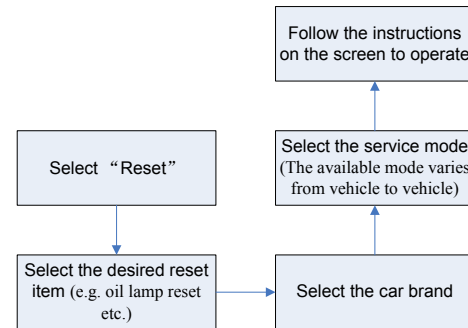 Follow the instructions
on the screen to operate
Select “Reset”
Select the service mode
(The available mode varies
from vehicle to vehicle)
Select the desired reset
item (e.g. oil lamp reset
etc.)
Select the car brand